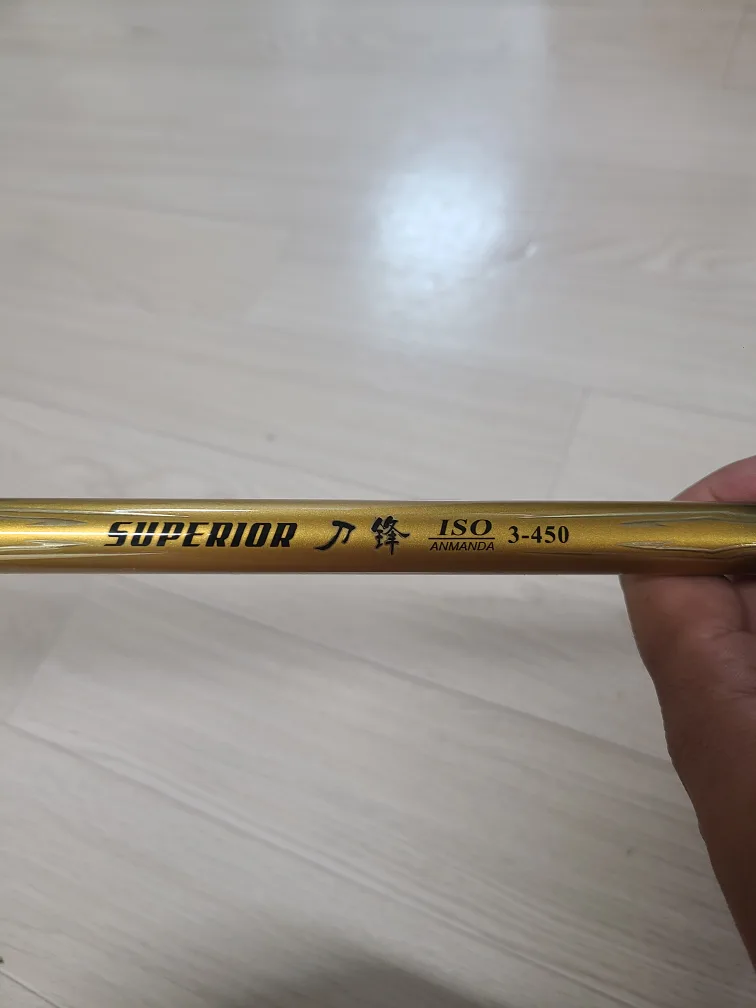 SUPERIOR 刀锋 ISO 3-450
ANMANDA